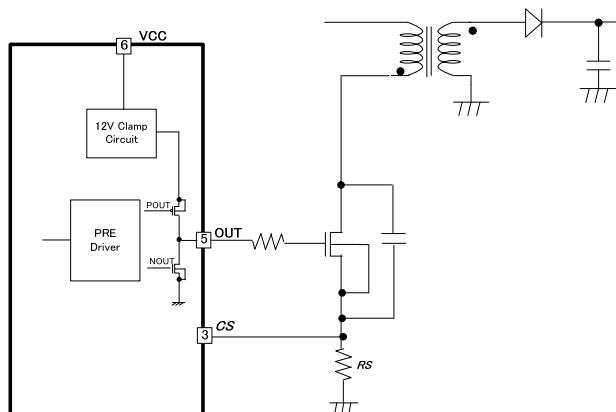 6 VCC
12V Clamp
Circuit
POUT
PRE
Driver
5 OUT
NOUT
3 CS
RS